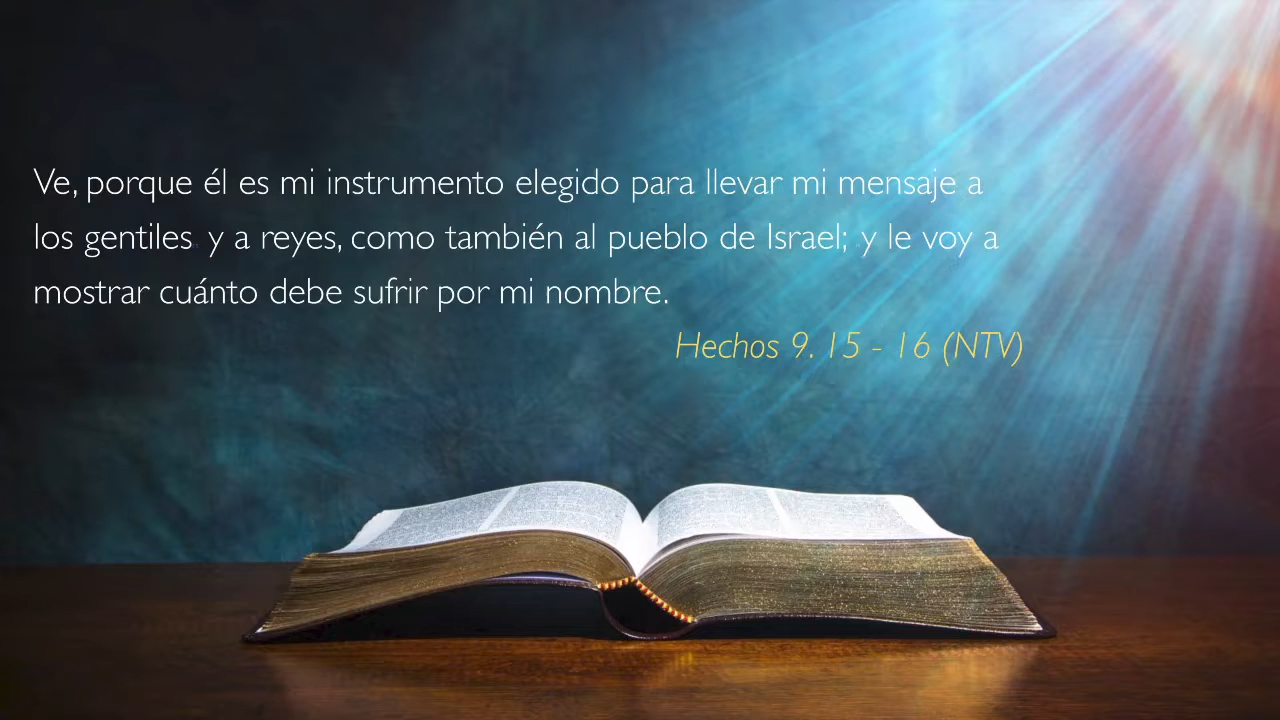 Ve, porque él es mi instrumento elegido para llevar mi mensaje a
los gentiles y a reyes, como también al pueblo de Israel; y le voy a
mostrar cuánto debe sufrir por mi nombre.
Hechos 9. 15 - 16 (NTV)